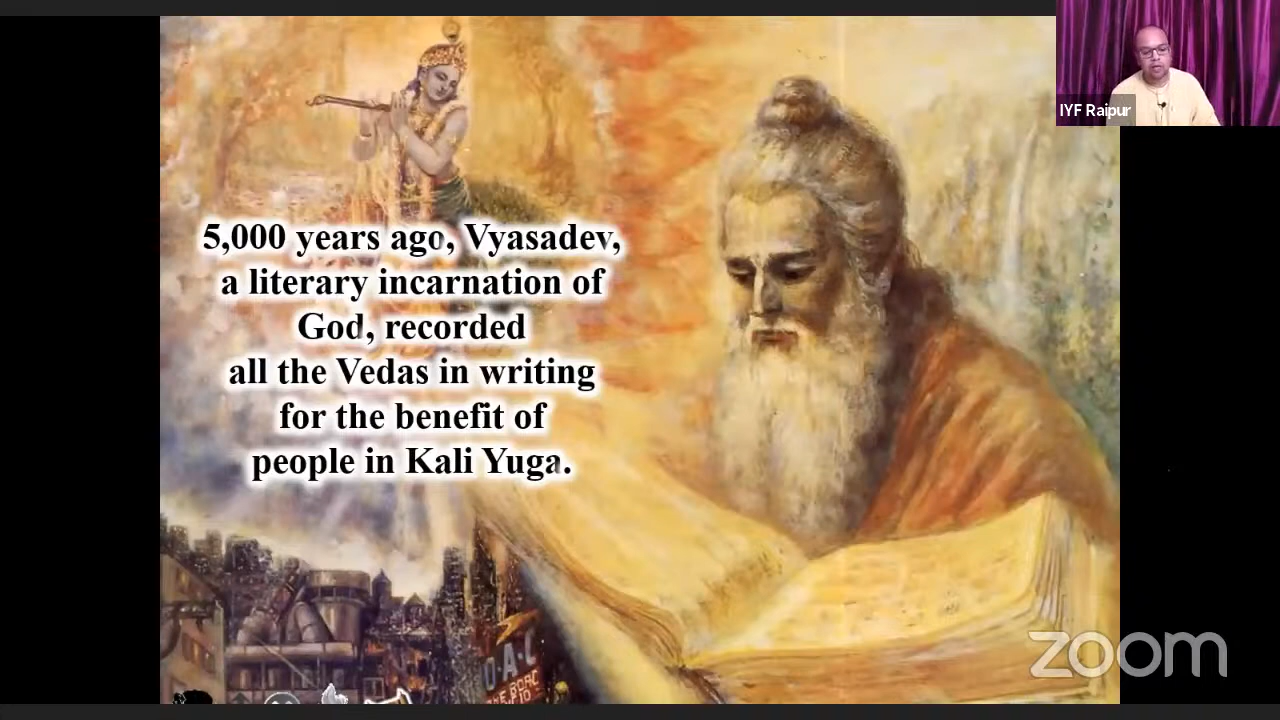 IYF Raipur
5,000 years ago, Vyasadev,
a literary incarnation of
God, recorded
all the Vedas in writing
for the benefit of
people in Kali Yuga.
zoom